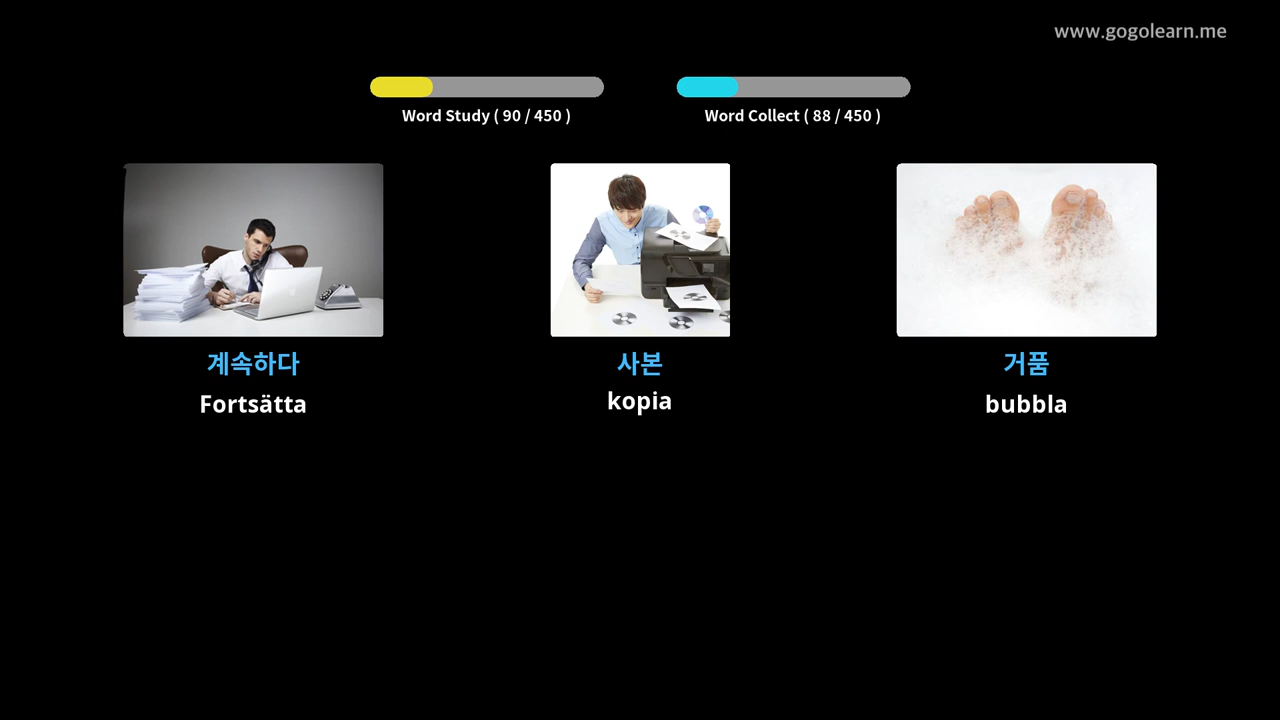 www.gogolearn.me
Word Study ( 90 / 450 )
Word Collect ( 88 / 450 )
계속하다
Fortsätta
사본
kopia
거품
bubbla